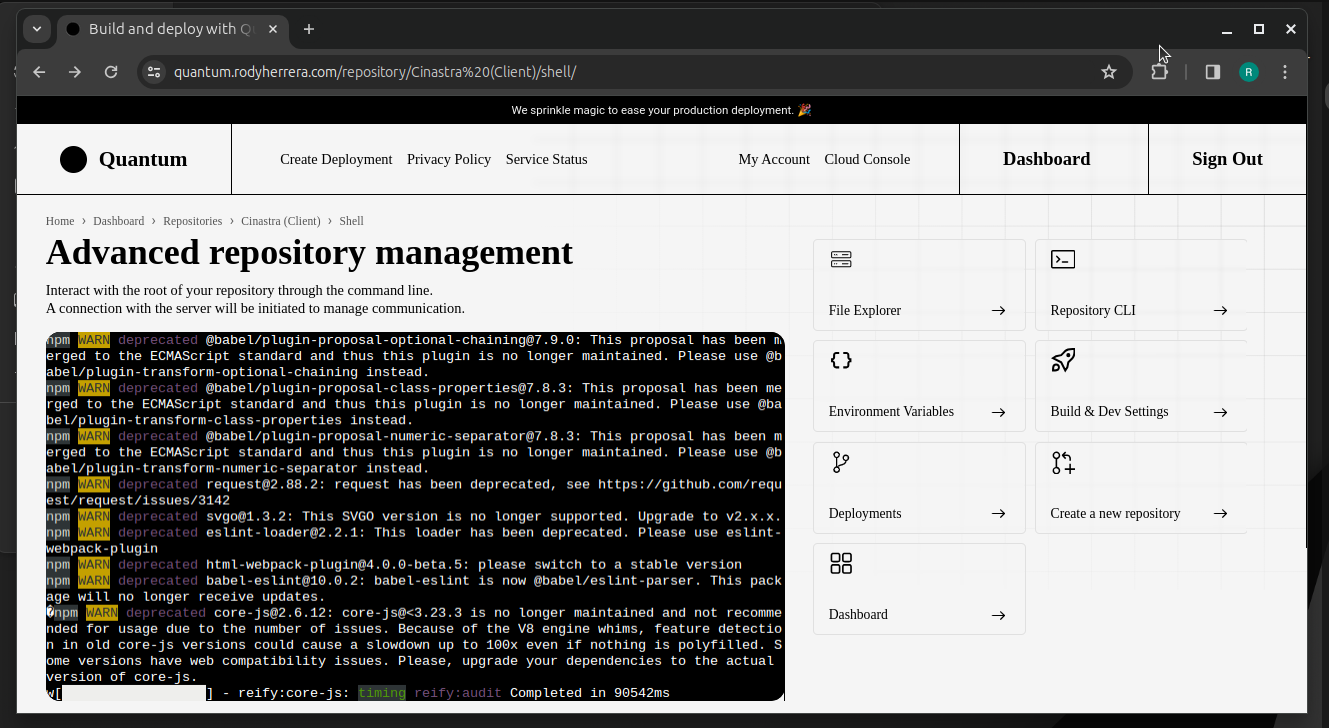 Build and deploy with Q
quantum.rodyherrera.com/repository/Cinastra%20(Client)/shell/
R
We sprinkle magic to ease your production deployment. 🎉
Quantum
Create Deployment Privacy Policy Service Status
My Account Cloud Console
Dashboard
Sign Out
Home › Dashboard › Repositories › Cinastra (Client) › Shell
Advanced repository management
Interact with the root of your repository through the command line.
A connection with the server will be initiated to manage communication.
npm WARN deprecated @babel/plugin-proposal-optional-chaining@7.9.0: This proposal has been m
erged to the ECMAScript standard and thus this plugin is no longer maintained. Please use @b
abel/plugin-transform-optional-chaining instead.
npm WARN deprecated @babel/plugin-proposal-class-properties@7.8.3: This proposal has been me
rged to the ECMAScript standard and thus this plugin is no longer maintained. Please use @ba
bel/plugin-transform-class-properties instead.
npm WARN deprecated @babel/plugin-proposal-numeric-separator@7.8.3: This proposal has been m
erged to the ECMAScript standard and thus this plugin is no longer maintained. Please use @b
abel/plugin-transform-numeric-separator instead.
npm WARN deprecated request@2.88.2: request has been deprecated, see https://github.com/requ
est/request/issues/3142
npm WARN deprecated svgo@1.3.2: This SVGO version is no longer supported. Upgrade to v2.x.x.
npm WARN deprecated eslint-loader@2.2.1: This loader has been deprecated. Please use eslint-
webpack-plugin
npm WARN deprecated html-webpack-plugin@4.0.0-beta.5: please switch to a stable version
npm WARN deprecated babel-eslint@10.0.2: babel-eslint is now @babel/eslint-parser. This pack
age will no longer receive updates.
�npm WARN deprecated core-js@2.6.12: core-js@<3.23.3 is no longer maintained and not recomme
nded for usage due to the number of issues. Because of the V8 engine whims, feature detectio
n in old core-js versions could cause a slowdown up to 100x even if nothing is polyfilled. S
ome versions have web compatibility issues. Please, upgrade your dependencies to the actual
version of core-js.
w[ ] - reify:core-js: timing reify:audit Completed in 90542ms
File Explorer
Repository CLI
Environment Variables
Build & Dev Settings
Deployments
Create a new repository
Dashboard